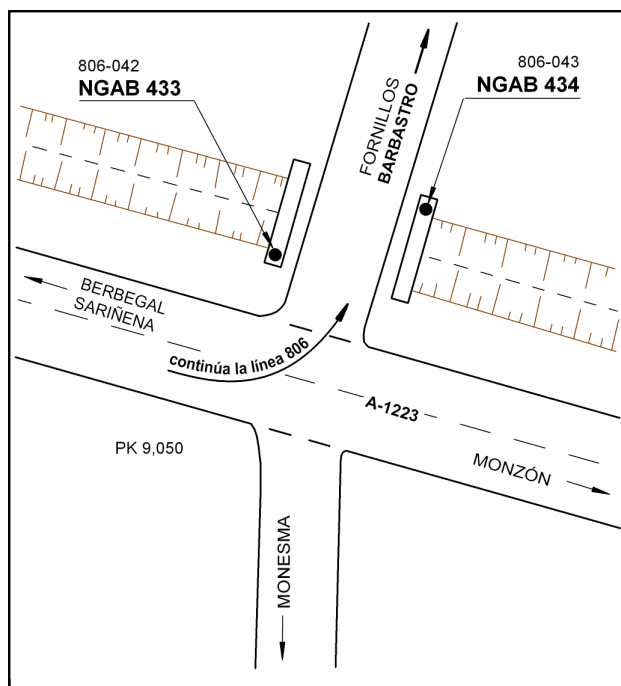 806-042
NGAB 433
806-043
NGAB 434
FORNILLOS
BARBASTRO
BERBEGAL
SARIÑENA
continúa la línea 806
A-1223
PK 9,050
MONZÓN
MONESMA